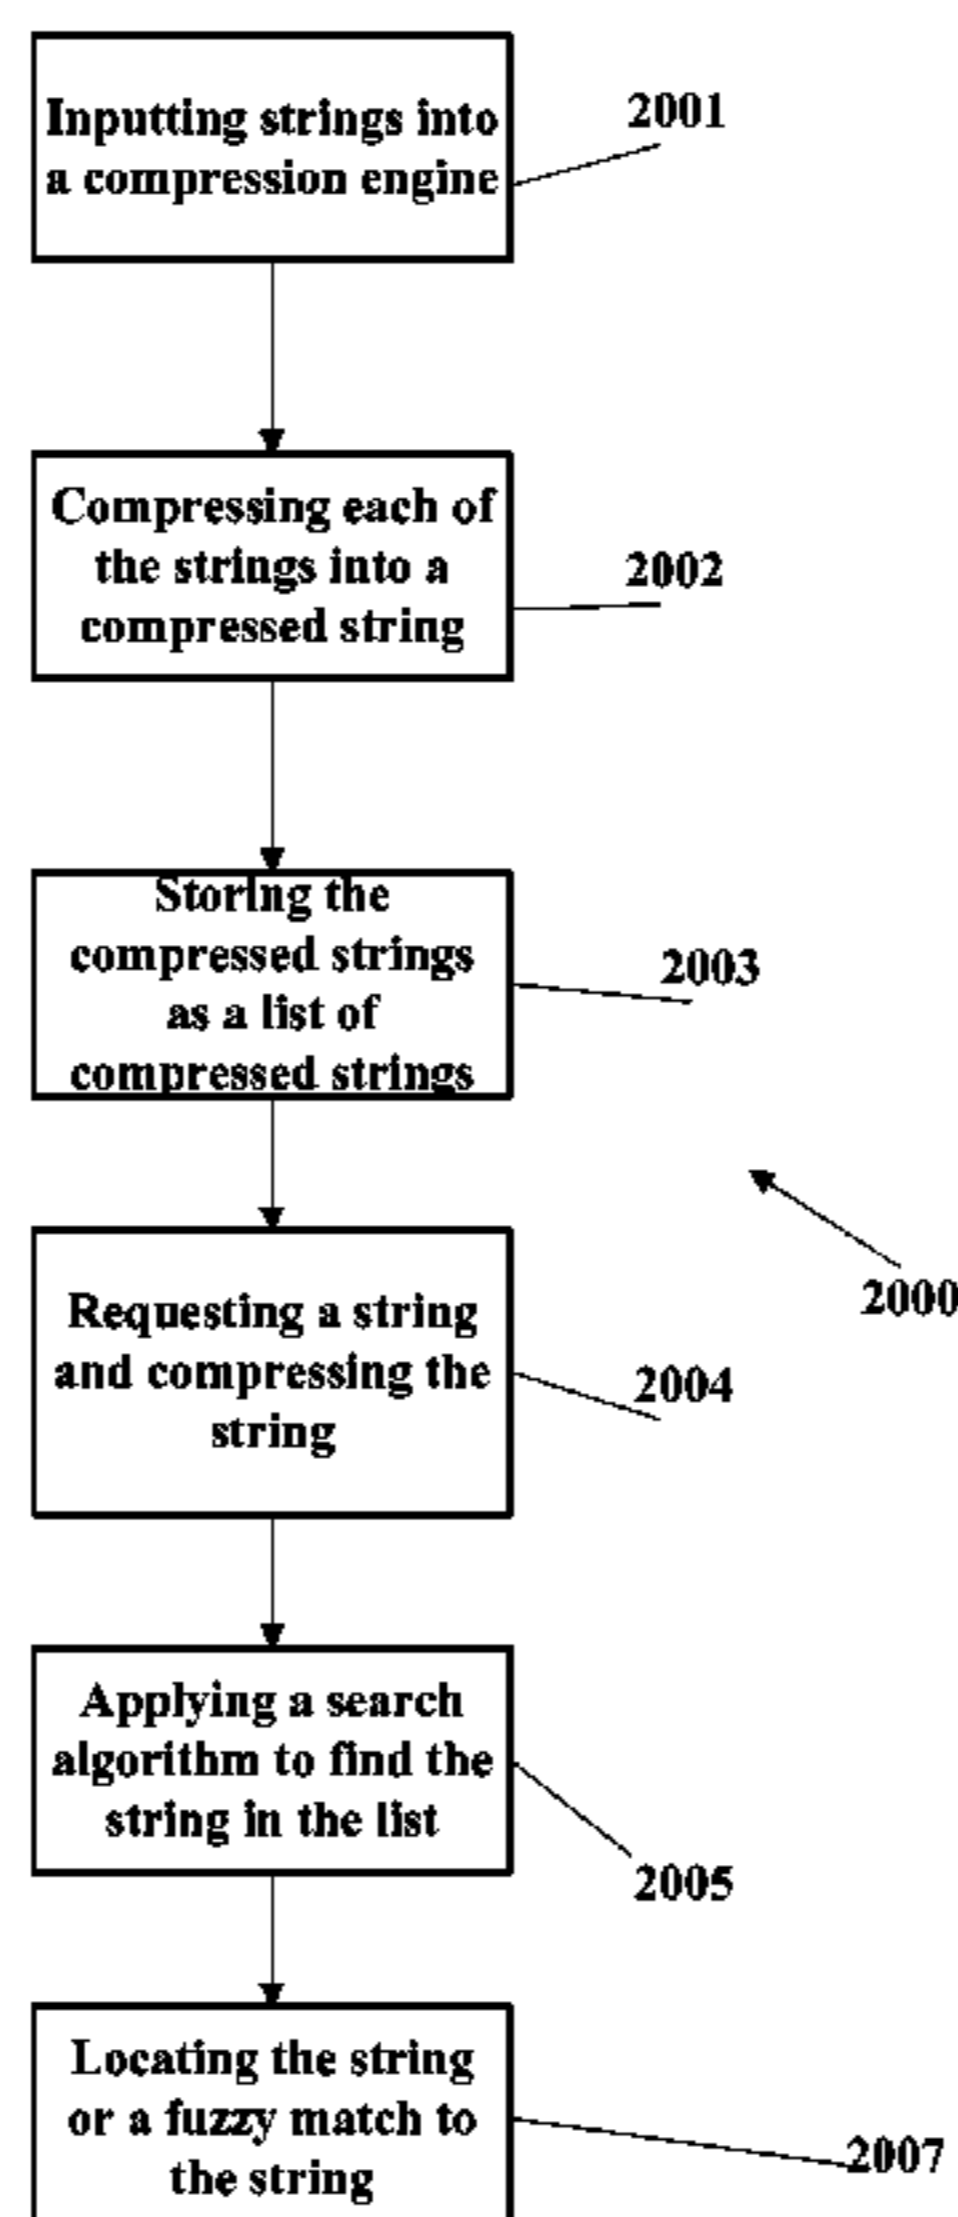 Inputting strings into
a compression engine
2001
Compressing each of
the strings into a
compressed string
2002
Storing the
compressed strings
as a list of
compressed strings
2003
2000
Requesting a string
and compressing the
string
2004
Applying a search
algorithm to find the
string in the list
2005
Locating the string
or a fuzzy match to
the string
2007